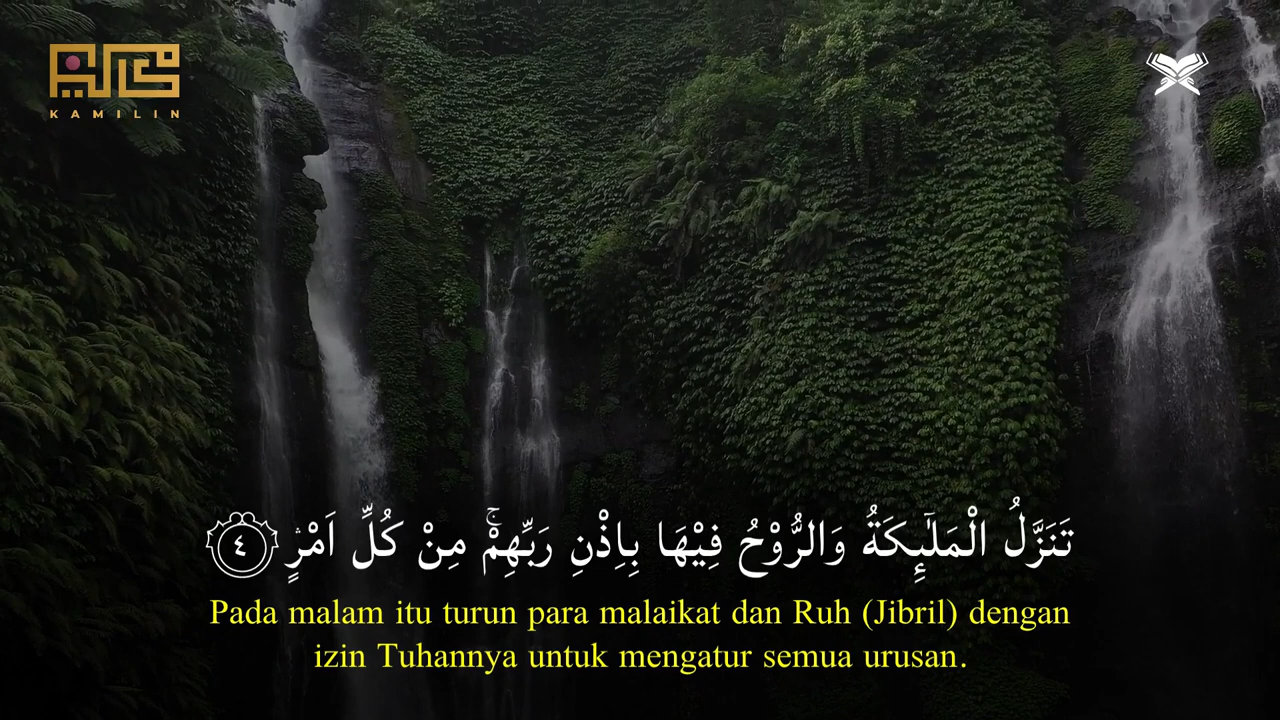 KAMILIN
تَنَزَّلُ الْمَلٰۤىِٕكَةُ وَالرُّوْحُ فِيْهَا بِاِذْنِ رَبِّهِمْۚ مِنْ كُلِّ اَمْرٍۛ ٤
Pada malam itu turun para malaikat dan Ruh (Jibril) dengan
izin Tuhannya untuk mengatur semua urusan.